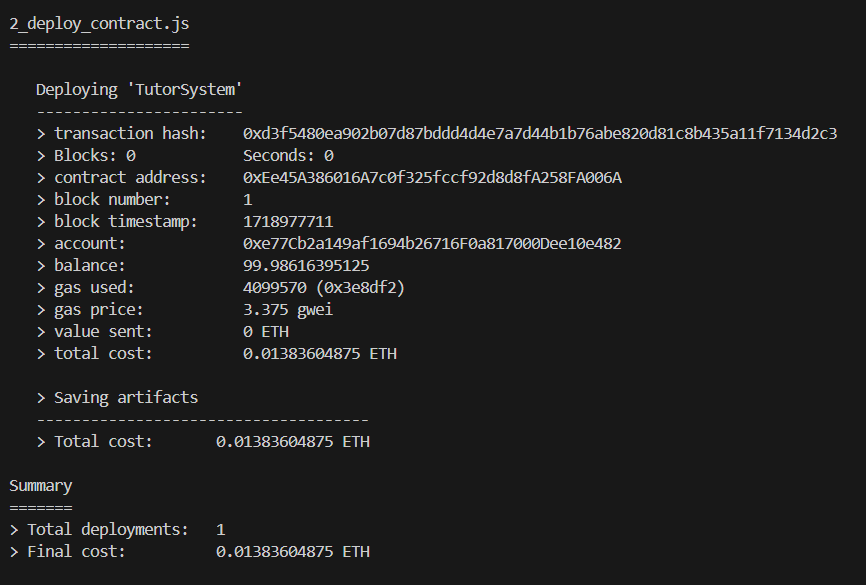 2_deploy_contract.js
====================
Deploying 'TutorSystem'
-----------------------
> transaction hash:    0xd3f5480ea902b07d87bddd4d4e7a7d44b1b76abe820d81c8b435a11f7134d2c3
> Blocks: 0            Seconds: 0
> contract address:    0xEe45A386016A7c0f325fccf92d8d8fA258FA006A
> block number:        1
> block timestamp:     1718977711
> account:             0xe77Cb2a149af1694b26716F0a817000Dee10e482
> balance:             99.98616395125
> gas used:            4099570 (0x3e8df2)
> gas price:           3.375 gwei
> value sent:          0 ETH
> total cost:          0.01383604875 ETH
> Saving artifacts
-------------------------------------
> Total cost:       0.01383604875 ETH
Summary
=======
> Total deployments:   1
> Final cost:          0.01383604875 ETH